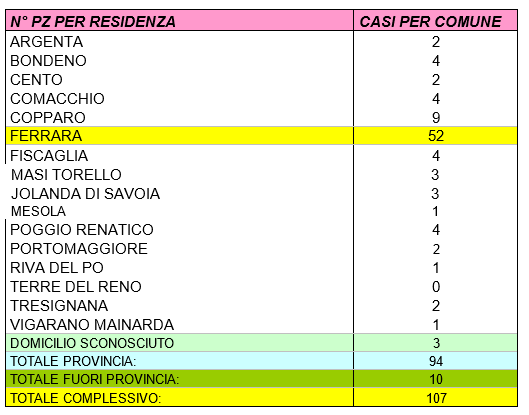 N° PZ PER RESIDENZA CASI PER COMUNE
ARGENTA 2
BONDENO 4
CENTO 2
COMACCHIO 4
COPPARO 9
FERRARA 52
FISCAGLIA 4
MASI TORELLO 3
JOLANDA DI SAVOIA 3
MESOLA 1
POGGIO RENATICO 4
PORTOMAGGIORE 2
RIVA DEL PO 1
TERRE DEL RENO 0
TRESIGNANA 2
VIGARANO MAINARDA 1
DOMICILIO SCONOSCIUTO 3
TOTALE PROVINCIA: 94
TOTALE FUORI PROVINCIA: 10
TOTALE COMPLESSIVO: 107